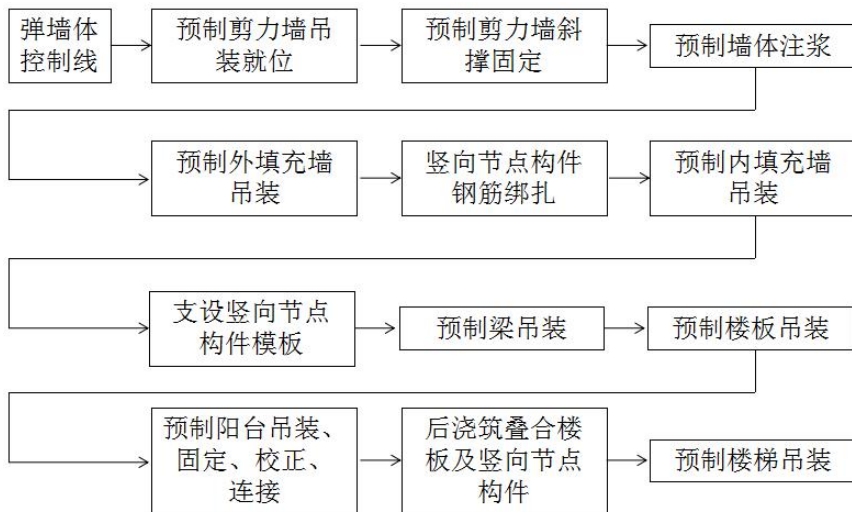 弹墙体
控制线
预制剪力墙吊
装就位
预制剪力墙斜
撑固定
预制墙体注浆
预制外填充墙
吊装
竖向节点构件
钢筋绑扎
预制内填充墙
吊装
支设竖向节点
构件模板
预制梁吊装
预制楼板吊装
预制阳台吊装、
固定、校正、
连接
后浇筑叠合楼
板及竖向节点
构件
预制楼梯吊装